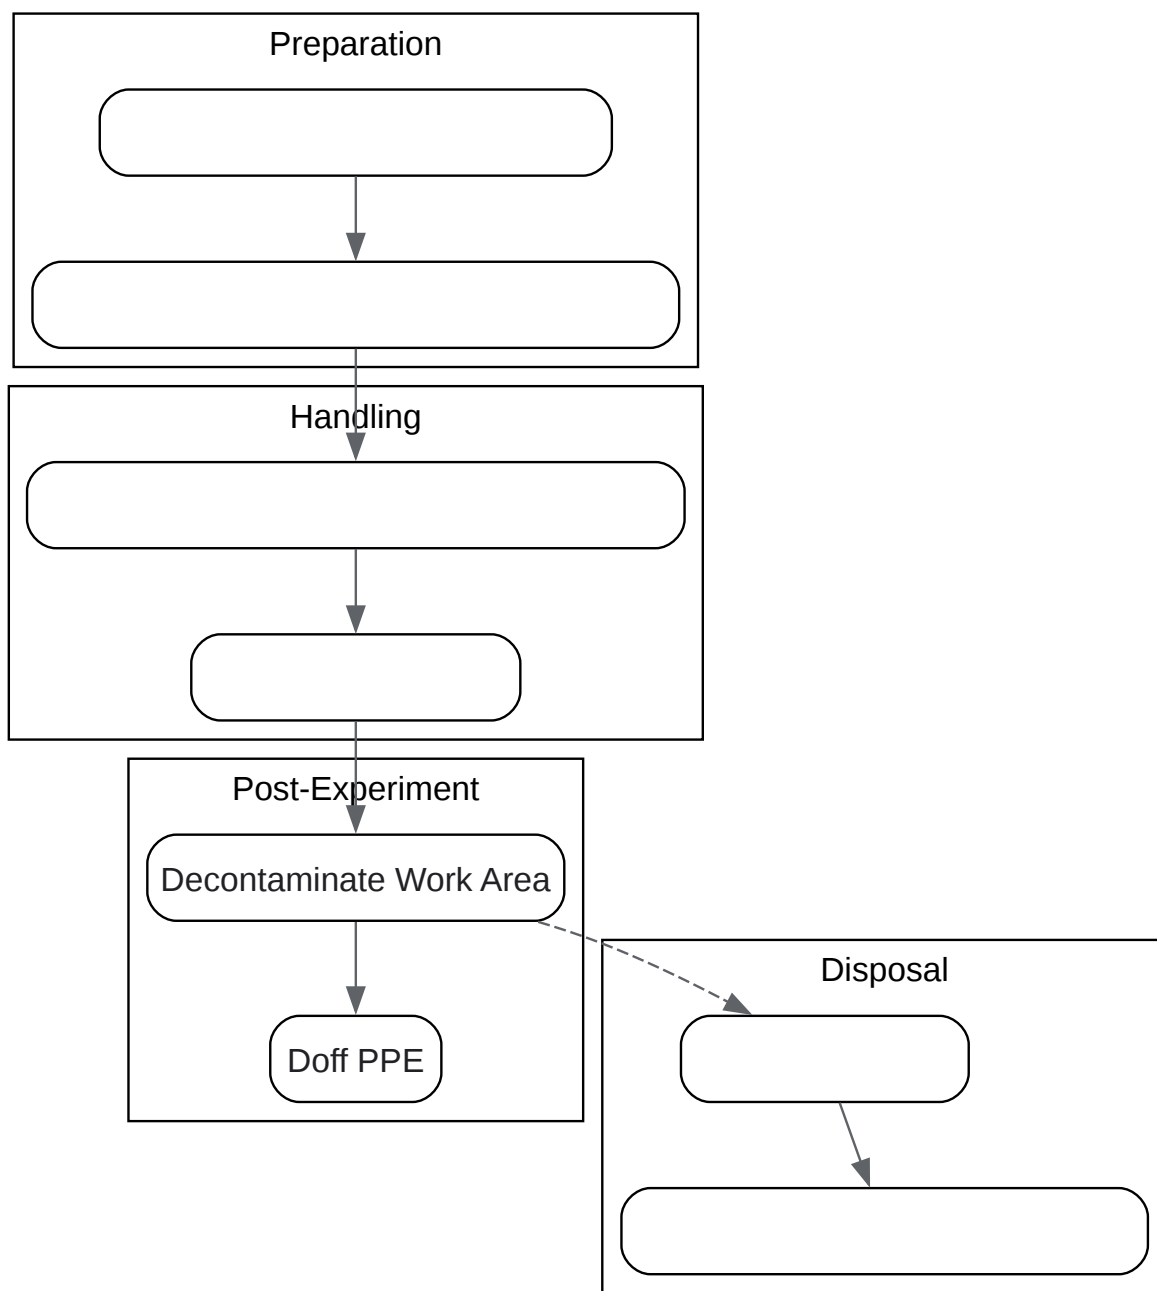 Preparation
Handling
Post-Experiment
Decontaminate Work Area
Doff PPE
Disposal